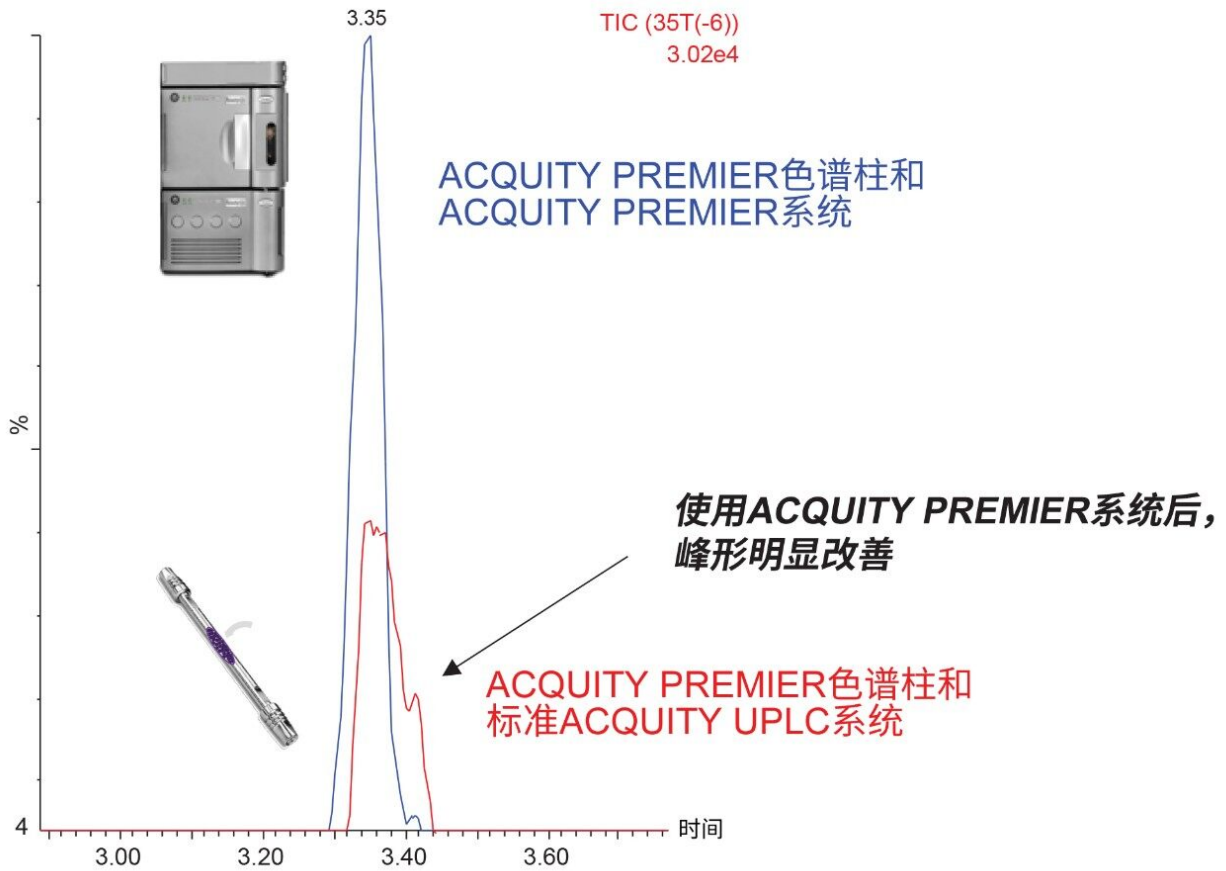 3.35
TIC (35T(-6))
3.02e4
ACQUITY PREMIER色谱柱和
ACQUITY PREMIER系统
%
使用ACQUITY PREMIER系统后，
峰形明显改善
ACQUITY PREMIER色谱柱和
标准ACQUITY UPLC系统
4
时间
3.00 3.20 3.40 3.60